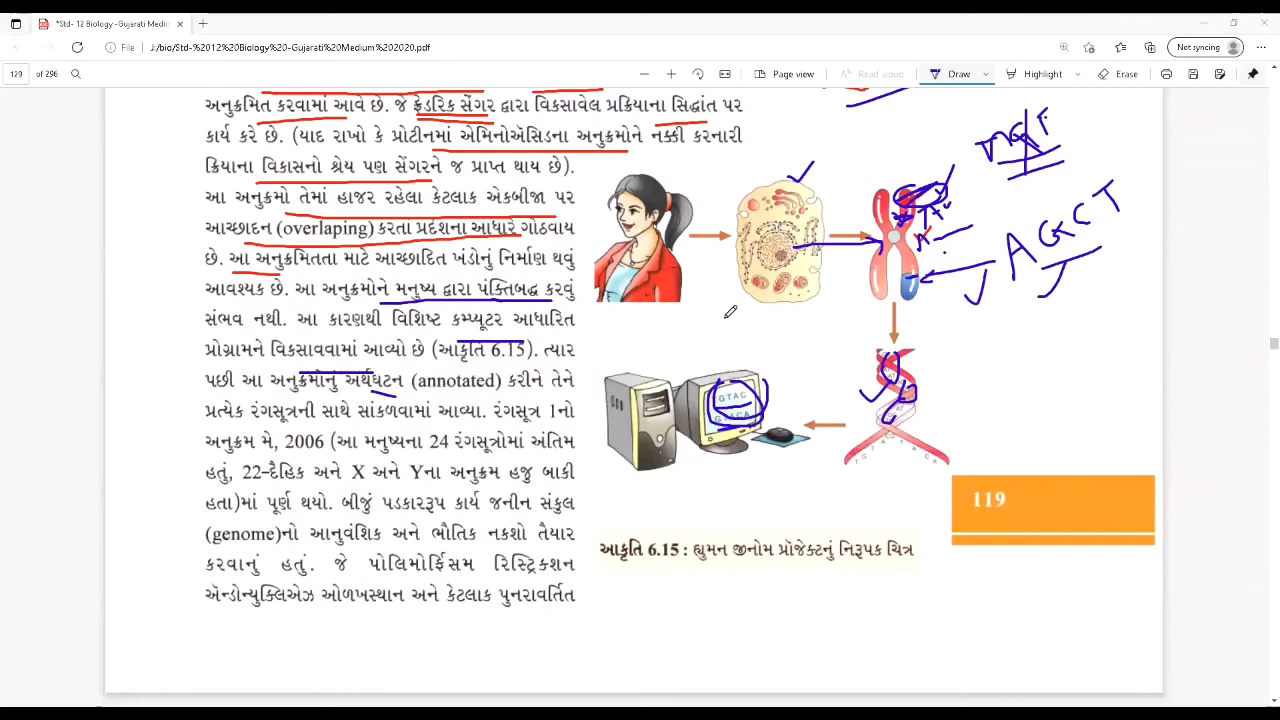 *Std- 12 Biology -Gujarati Medium
File J:/bio/Std-%2012%20Biology%20-Gujarati%20Medium%202020.pdf
Not syncing
129 of 296
Page view
Read aloud
Draw
Highlight
Erase
અનુક્રમિત કરવામાં આવે છે. જે ફ્રેડરિક સેંગર દ્વારા વિકસાવેલ પ્રક્રિયાના સિદ્ધાંત પર
કાર્ય કરે છે. (યાદ રાખો કે પ્રોટીનમાં એમિનોઍસિડના અનુક્રમોને નક્કી કરનારી
ક્રિયાના વિકાસનો શ્રેય પણ સેંગરને જ પ્રાપ્ત થાય છે).
આ અનુક્રમો તેમાં હાજર રહેલા કેટલાક એકબીજા પર
આચ્છાદન (overlaping) કરતા પ્રદેશના આધારે ગોઠવાય
છે. આ અનુક્રમિતતા માટે આચ્છાદિત ખંડોનું નિર્માણ થવું
આવશ્યક છે. આ અનુક્રમોને મનુષ્ય દ્વારા પંક્તિબદ્ધ કરવું
સંભવ નથી. આ કારણથી વિશિષ્ટ કમ્પ્યૂટર આધારિત
પ્રોગ્રામને વિકસાવવામાં આવ્યો છે (આકૃતિ 6.15). ત્યાર
પછી આ અનુક્રમોનું અર્થઘટન (annotated) કરીને તેને
પ્રત્યેક રંગસૂત્રની સાથે સાંકળવામાં આવ્યા. રંગસૂત્ર 1નો
અનુક્રમ મે, 2006 (આ મનુષ્યના 24 રંગસૂત્રોમાં અંતિમ
હતું, 22–દૈહિક અને X અને Yના અનુક્રમ હજુ બાકી
હતા)માં પૂર્ણ થયો. બીજું પડકારરૂપ કાર્ય જનીન સંકુલ
(genome)નો આનુવંશિક અને ભૌતિક નકશો તૈયાર
કરવાનું હતું. જે પોલિમોર્ફિસમ રિસ્ટ્રિક્શન
ઍન્ડોન્યુક્લિએઝ ઓળખસ્થાન અને કેટલાક પુનરાવર્તિત
A G C T
GTAC
GTACA
T G T A T A C A
119
આકૃતિ 6.15 : હ્યુમન જીનોમ પ્રૉજેક્ટનું નિરૂપક ચિત્ર